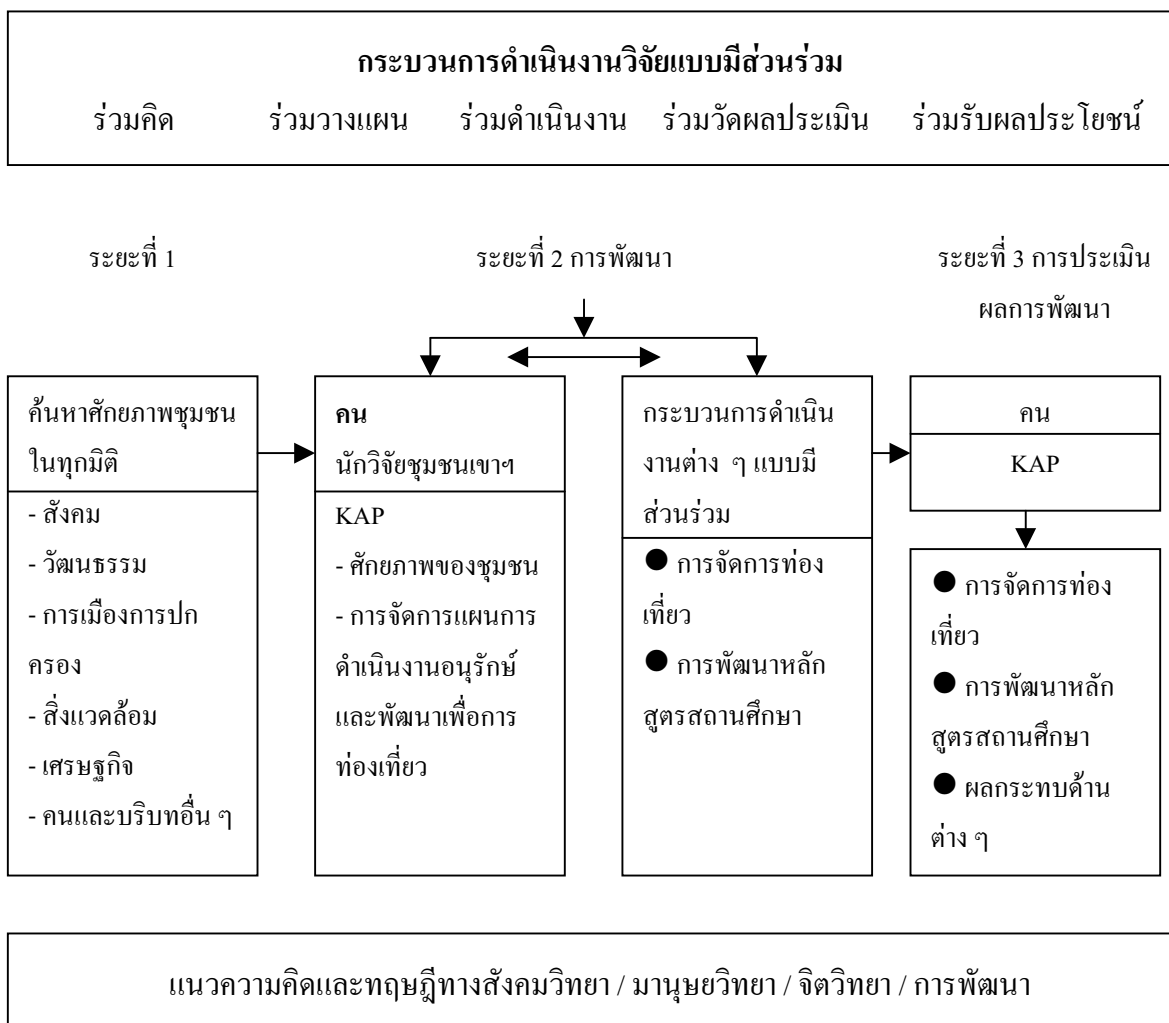 กระบวนการดำเนินงานวิจัยแบบมีส่วนร่วม
ร่วมคิด ร่วมวางแผน ร่วมดำเนินงาน ร่วมวัดผลประเมิน ร่วมรับผลประโยชน์
ระยะที่ 1
ระยะที่ 2 การพัฒนา
ระยะที่ 3 การประเมิน
ผลการพัฒนา
ค้นหาศักยภาพชุมชน
ในทุกมิติ
- สังคม
- วัฒนธรรม
- การเมืองการปก
ครอง
- สิ่งแวดล้อม
- เศรษฐกิจ
- คนและบริบทอื่น ๆ
คน
นักวิจัยชุมชนเขาฯ
KAP
- ศักยภาพของชุมชน
- การจัดการแผนการ
ดำเนินงานอนุรักษ์
และพัฒนาเพื่อการ
ท่องเที่ยว
กระบวนการดำเนิน
งานต่าง ๆ แบบมี
ส่วนร่วม
● การจัดการท่อง
เที่ยว
● การพัฒนาหลัก
สูตรสถานศึกษา
คน
KAP
● การจัดการท่อง
เที่ยว
● การพัฒนาหลัก
สูตรสถานศึกษา
● ผลกระทบด้าน
ต่าง ๆ
แนวความคิดและทฤษฎีทางสังคมวิทยา / มานุษยวิทยา / จิตวิทยา / การพัฒนา